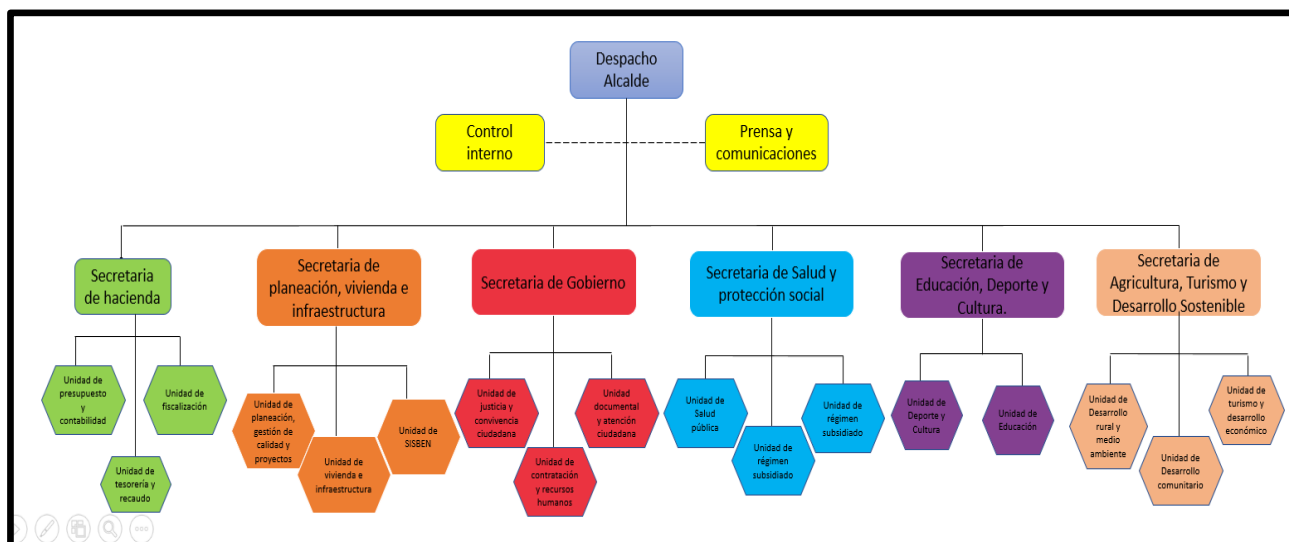 Despacho
Alcalde
Control
interno
Prensa y
comunicaciones
Secretaria
de hacienda
Secretaria de
planeación, vivienda e
infraestructura
Secretaria de Gobierno
Secretaria de Salud y
protección social
Secretaria de
Educación, Deporte y
Cultura.
Secretaria de
Agricultura, Turismo y
Desarrollo Sostenible
Unidad de
presupuesto
y
contabilidad
Unidad de
tesorería y
recaudo
Unidad de
fiscalización
Unidad de
planeación,
gestión de
calidad y
proyectos
Unidad de
vivienda e
infraestructura
Unidad de
SISBEN
Unidad de
justicia y
convivencia
ciudadana
Unidad de
contratación
y recursos
humanos
Unidad
documental
y atención
ciudadana
Unidad de
Salud
pública
Unidad de
régimen
subsidiado
Unidad de
régimen
subsidiado
Unidad de
Deporte y
Cultura
Unidad de
Educación
Unidad de
Desarrollo
rural y
medio
ambiente
Unidad de
Desarrollo
comunitario
Unidad de
turismo y
desarrollo
económico